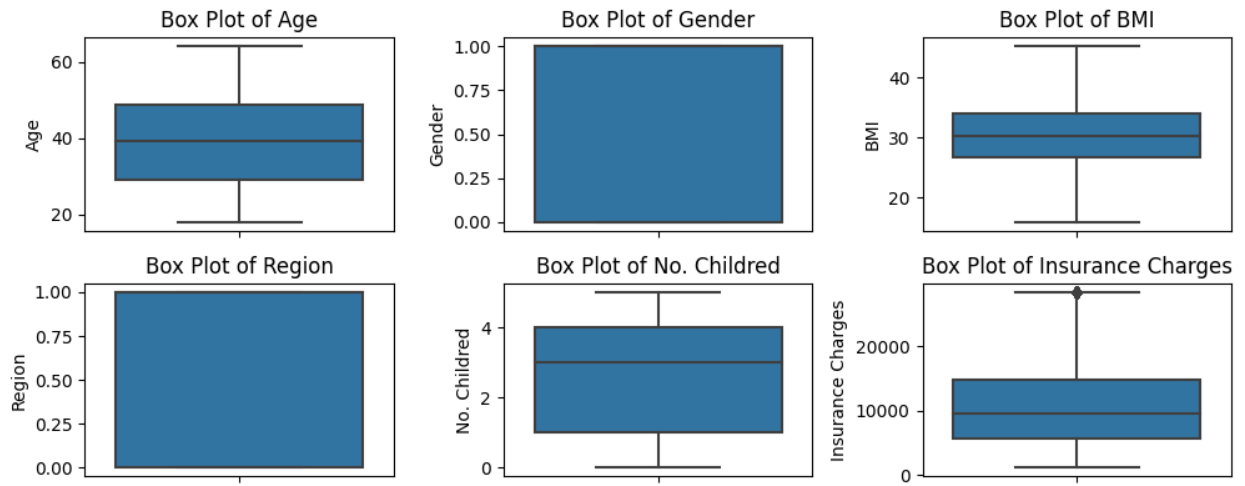 Box Plot of Age
60
40
20
Age
Box Plot of Gender
1.00
0.75
0.50
0.25
0.00
Gender
Box Plot of BMI
40
30
20
BMI
Box Plot of Region
1.00
0.75
0.50
0.25
0.00
Region
Box Plot of No. Childred
4
2
0
No. Childred
Box Plot of Insurance Charges
20000
10000
0
Insurance Charges